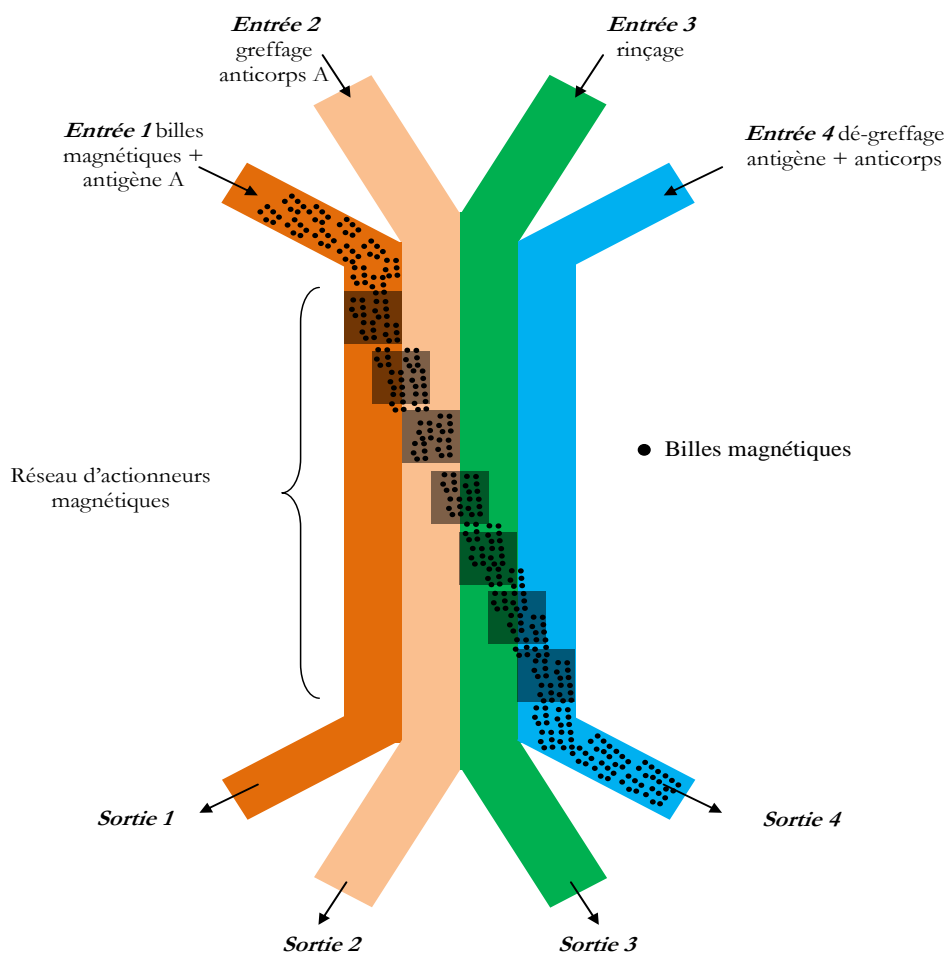 Entrée 2
greffage
anticorps A
Entrée 3
rinçage
Entrée 1 billes
magnétiques +
antigène A
Entrée 4 dé-greffage
antigène + anticorps
Réseau d'actionneurs
magnétiques
Billes magnétiques
Sortie 1
Sortie 4
Sortie 2
Sortie 3